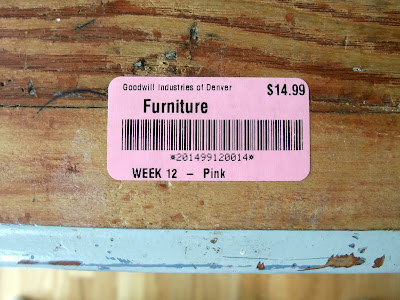 Goodwill Industries of Denver $14.99
Furniture
*201499120014*
WEEK 12 - Pink